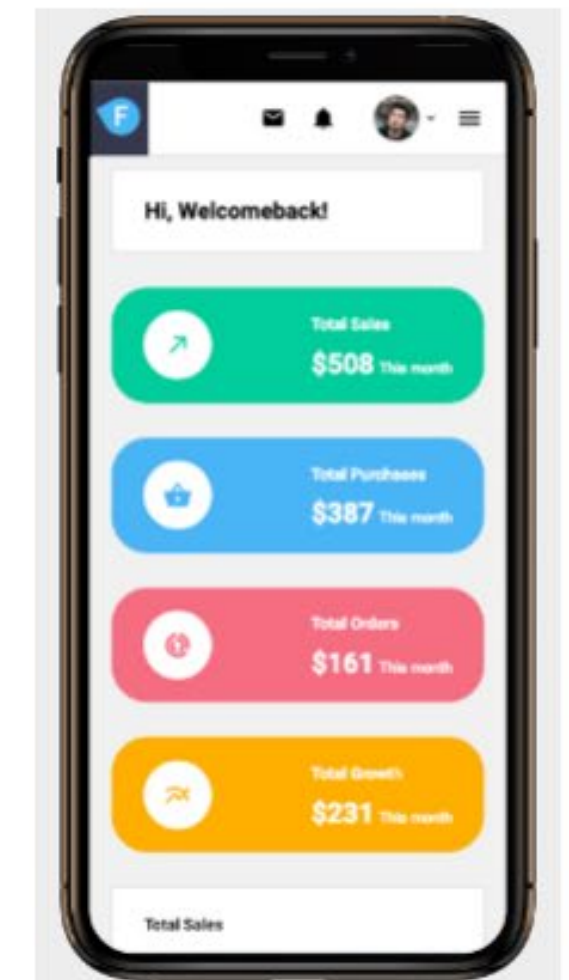 F
Hi, Welcomeback!
Total Sales
$508 This month
Total Purchases
$387 This month
Total Orders
$161 This month
Total Growth
$231 This month
Total Sales